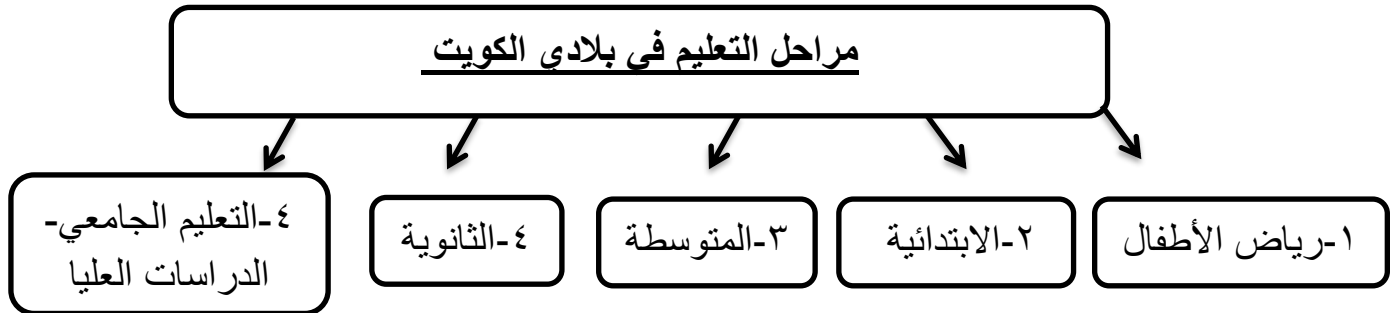 مراحل التعليم في بلادي الكويت
١-رياض الأطفال
٢-الابتدائية
٣-المتوسطة
٤-الثانوية
٤-التعليم الجامعي-
الدراسات العليا